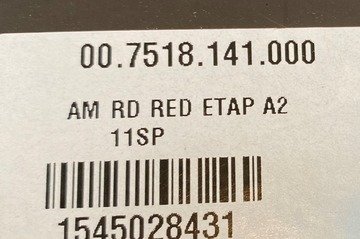 00.7518.141.000
AM RD RED ETAP A2
11SP
1545028431